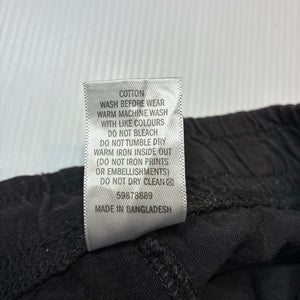 COTTON
WASH BEFORE WEAR
WARM MACHINE WASH
WITH LIKE COLOURS
DO NOT BLEACH
DO NOT TUMBLE DRY
WARM IRON INSIDE OUT
(DO NOT IRON PRINTS
OR EMBELLISHMENTS)
DO NOT DRY CLEAN
59878889
MADE IN BANGLADESH